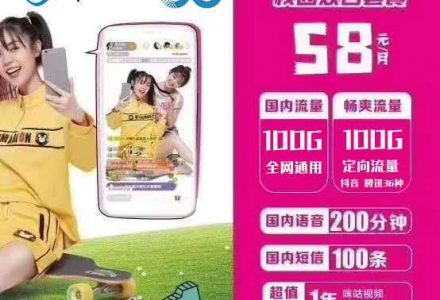 58元/月
国内流量
100G
全网通用
畅爽流量
100G
定向流量
抖音 腾讯36种
国内语音 200分钟
国内短信 100条
超值 1年 咪咕视频